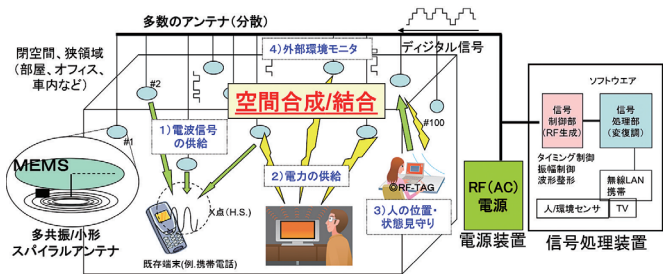 多数のアンテナ(分散)
閉空間、狭領域
(部屋、オフィス、
車内など)
4)外部環境モニタ
ディジタル信号
#2
空間合成/結合
#100
#1
1)電波信号
の供給
MEMS
多共振/小形
スパイラルアンテナ
X点(H.S.)
既存端末(例.携帯電話)
2)電力の供給
©RF-TAG
3)人の位置・
状態見守り
RF(AC)
電源
電源装置
ソフトウエア
信号
制御部
(RF生成)
信号
処理部
(変復調)
タイミング制御
振幅制御
波形整形
無線LAN
携帯
人/環境センサ
TV
信号処理装置